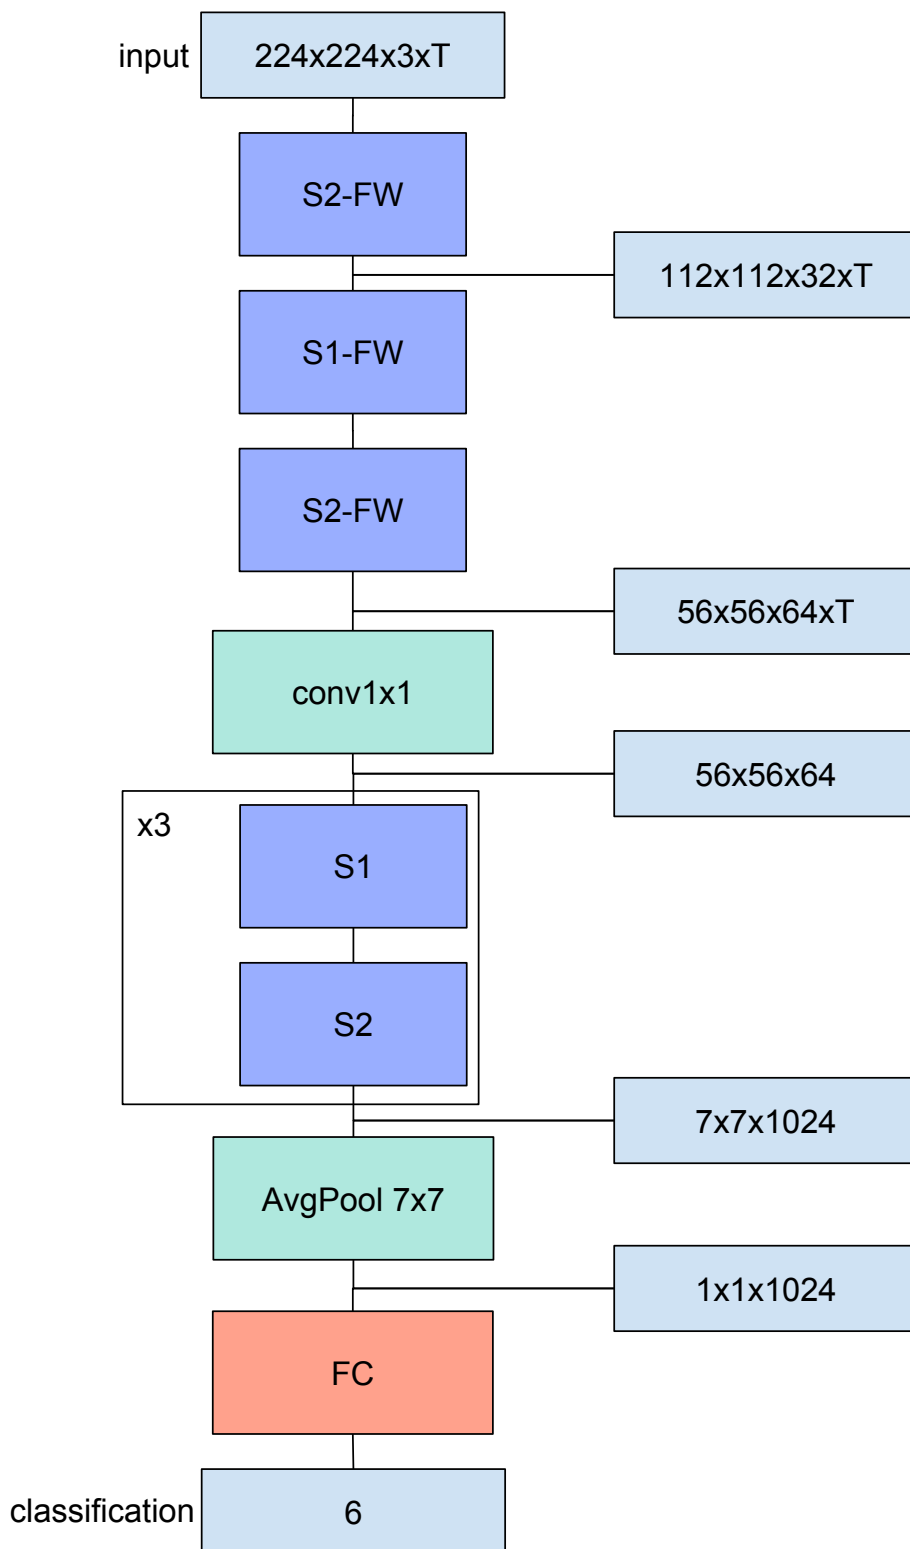 input
224x224x3xT
S2-FW
112x112x32xT
S1-FW
S2-FW
56x56x64xT
conv1x1
56x56x64
x3
S1
S2
7x7x1024
AvgPool 7x7
1x1x1024
FC
classification
6